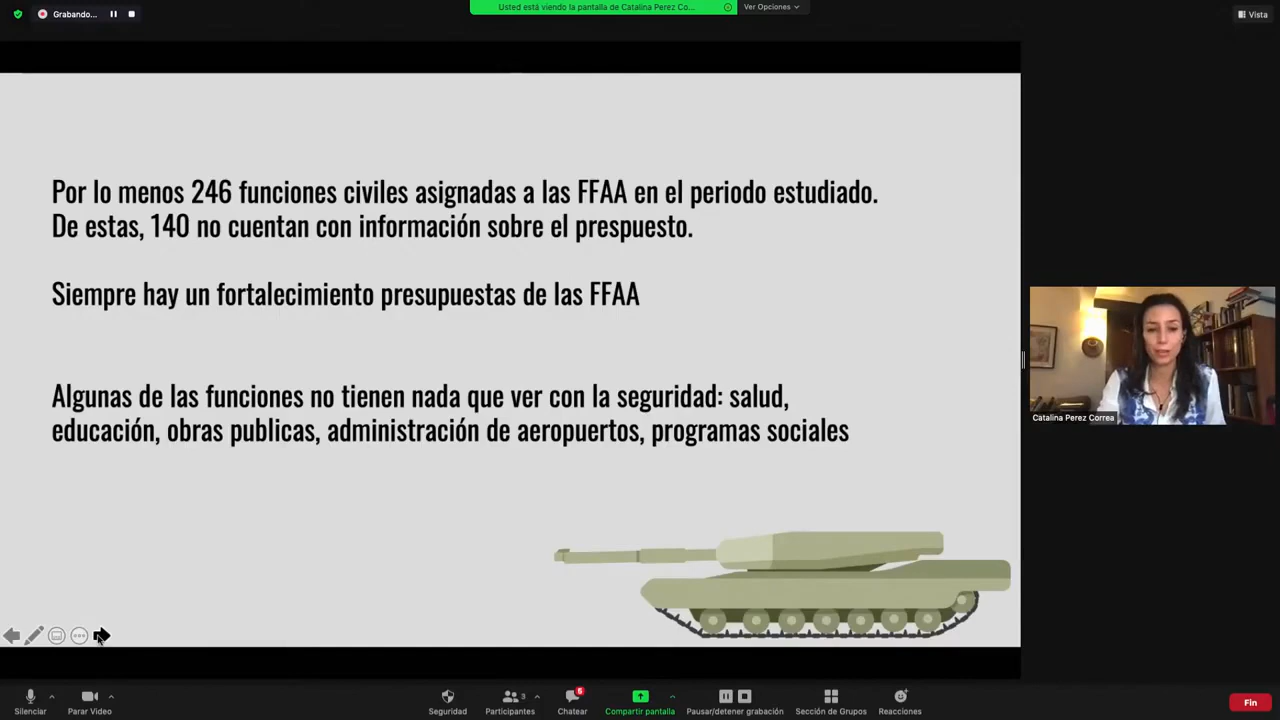 Grabando...
Usted está viendo la pantalla de Catalina Perez Co...
Ver Opciones
Vista
Por lo menos 246 funciones civiles asignadas a las FFAA en el periodo estudiado.
De estas, 140 no cuentan con información sobre el prespuesto.
Siempre hay un fortalecimiento presupuestas de las FFAA
Algunas de las funciones no tienen nada que ver con la seguridad: salud,
educación, obras publicas, administración de aeropuertos, programas sociales
Catalina Perez Correa
Silenciar
Parar Video
Seguridad
3
Participantes
6
Chatear
Compartir pantalla
Pausar/detener grabación
Sección de Grupos
Reacciones
Fin